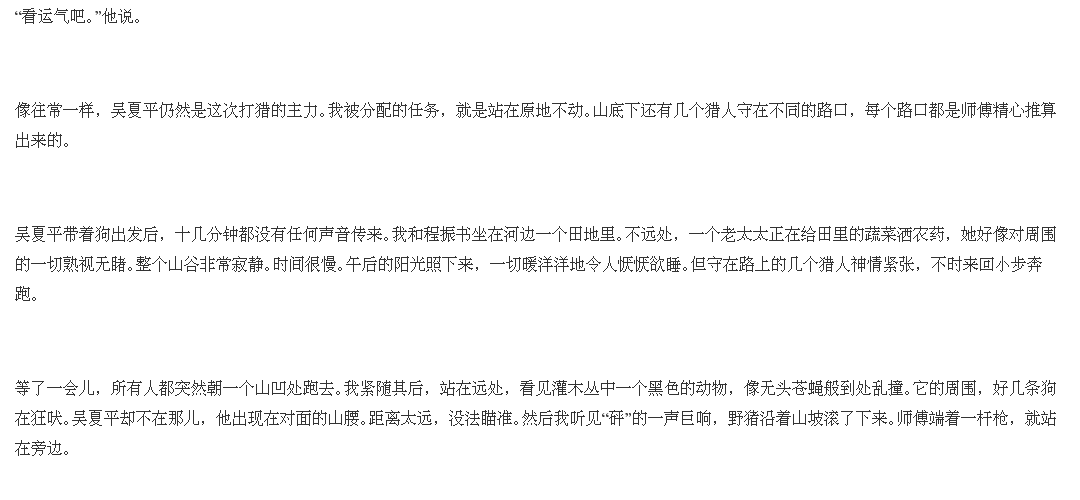 “看运气吧。”他说。
像往常一样，吴夏平仍然是这次打猎的主力。我被分配的任务，就是站在原地不动。山底下还有几个猎人守在不同的路口，每个路口都是师傅精心推算
出来的。
吴夏平带着狗出发后，十几分钟都没有任何声音传来。我和程振书坐在河边一个田地里。不远处，一个老太太正在给田里的蔬菜洒农药，她好像对周围
的一切熟视无睹。整个山谷非常寂静。时间很慢。午后的阳光照下来，一切暖洋洋地令人恹恹欲睡。但守在路上的几个猎人神情紧张，不时来回小步奔
跑。
等了一会儿，所有人都突然朝一个山凹处跑去。我紧随其后，站在远处，看见灌木丛中一个黑色的动物，像无头苍蝇般到处乱撞。它的周围，好几条狗
在狂吠。吴夏平却不在那儿，他出现在对面的山腰。距离太远，没法瞄准。然后我听见“砰”的一声巨响，野猪沿着山坡滚了下来。师傅端着一杆枪，就站
在旁边。